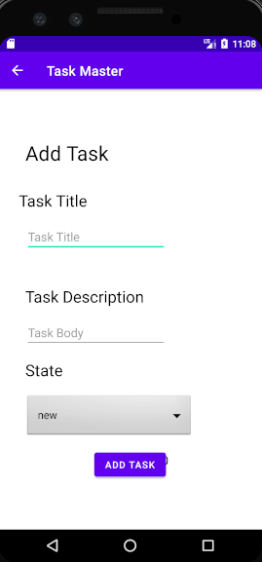 11:08
Task Master
Add Task
Task Title
Task Title
Task Description
Task Body
State
new
ADD TASK